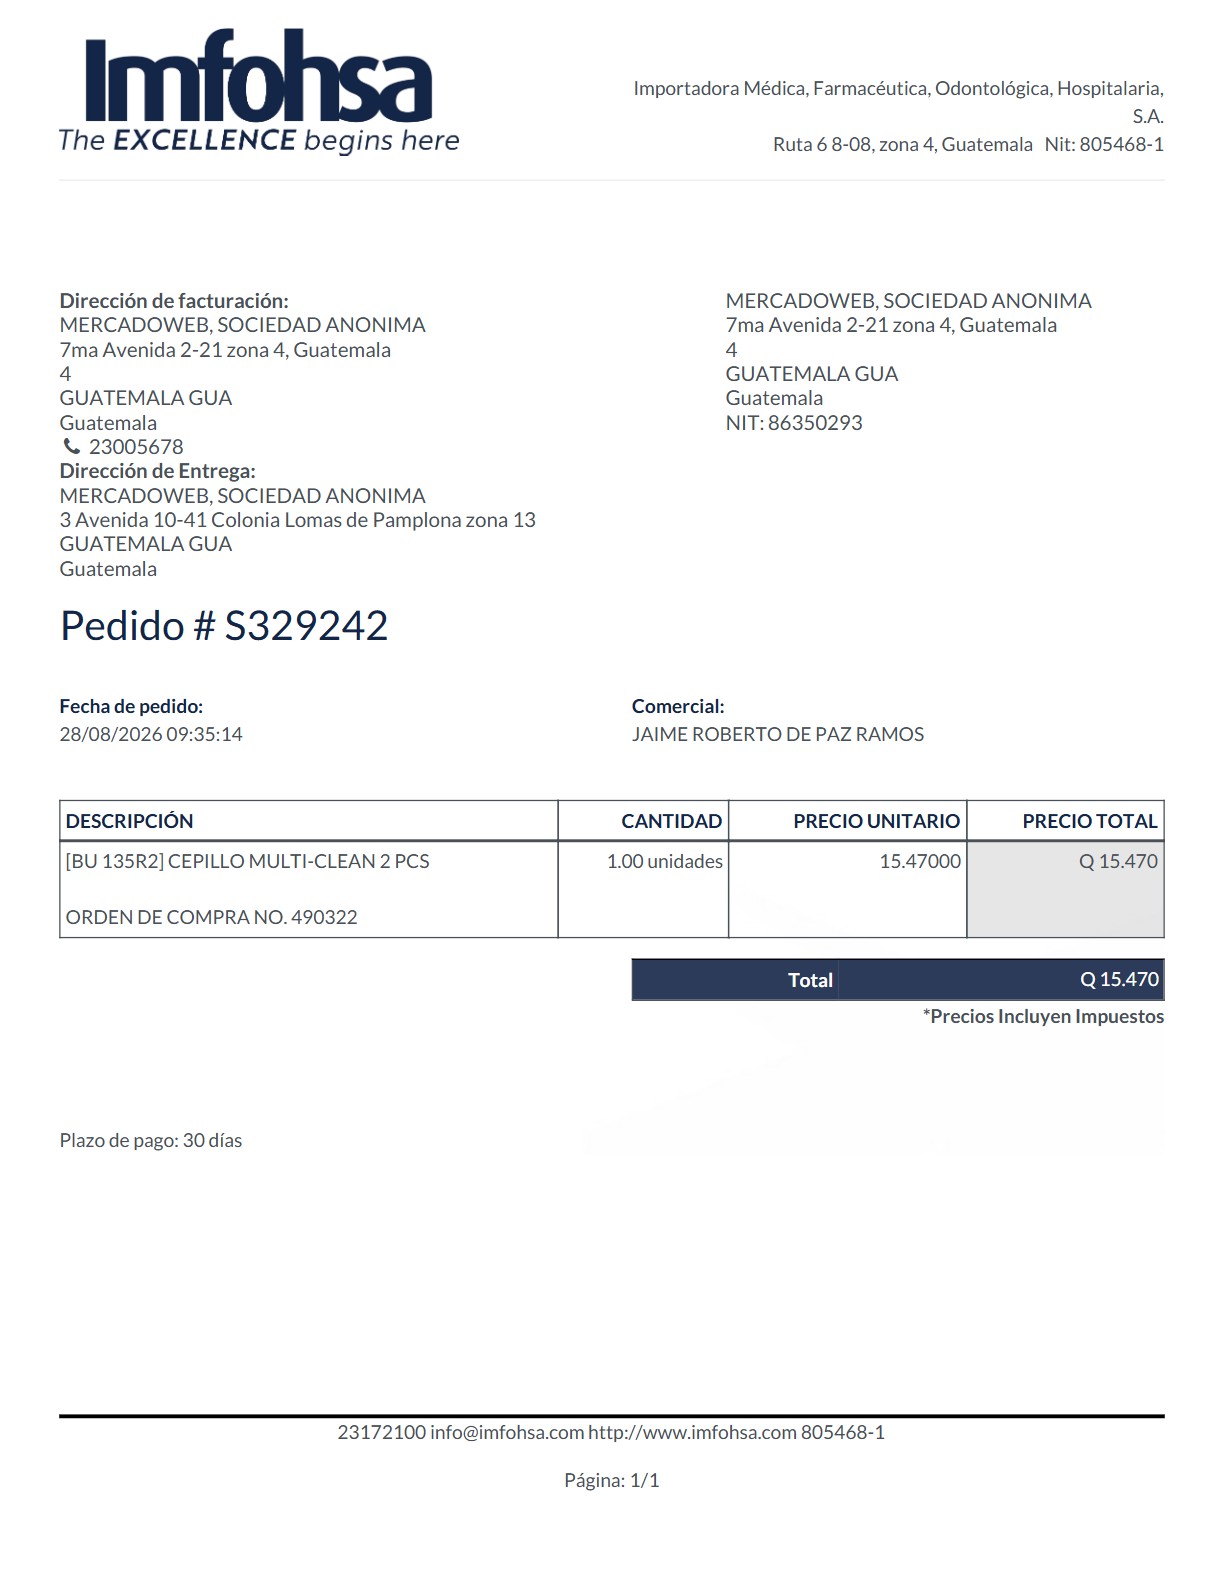 Imfohsa
The EXCELLENCE begins here
Importadora Médica, Farmacéutica, Odontológica, Hospitalaria,
S.A.
Ruta 6 8-08, zona 4, Guatemala Nit: 805468-1
Dirección de facturación:
MERCADOWEB, SOCIEDAD ANONIMA
7ma Avenida 2-21 zona 4, Guatemala
4
GUATEMALA GUA
Guatemala
23005678
Dirección de Entrega:
MERCADOWEB, SOCIEDAD ANONIMA
3 Avenida 10-41 Colonia Lomas de Pamplona zona 13
GUATEMALA GUA
Guatemala
MERCADOWEB, SOCIEDAD ANONIMA
7ma Avenida 2-21 zona 4, Guatemala
4
GUATEMALA GUA
Guatemala
NIT: 86350293
Pedido # S329242
Fecha de pedido:
28/08/2026 09:35:14
Comercial:
JAIME ROBERTO DE PAZ RAMOS
DESCRIPCIÓN CANTIDAD PRECIO UNITARIO PRECIO TOTAL
[BU 135R2] CEPILLO MULTI-CLEAN 2 PCS 1.00 unidades 15.47000 Q 15.470
ORDEN DE COMPRA NO. 490322
Total Q 15.470
*Precios Incluyen Impuestos
Plazo de pago: 30 días
23172100 info@imfohsa.com http://www.imfohsa.com 805468-1
Página: 1/1